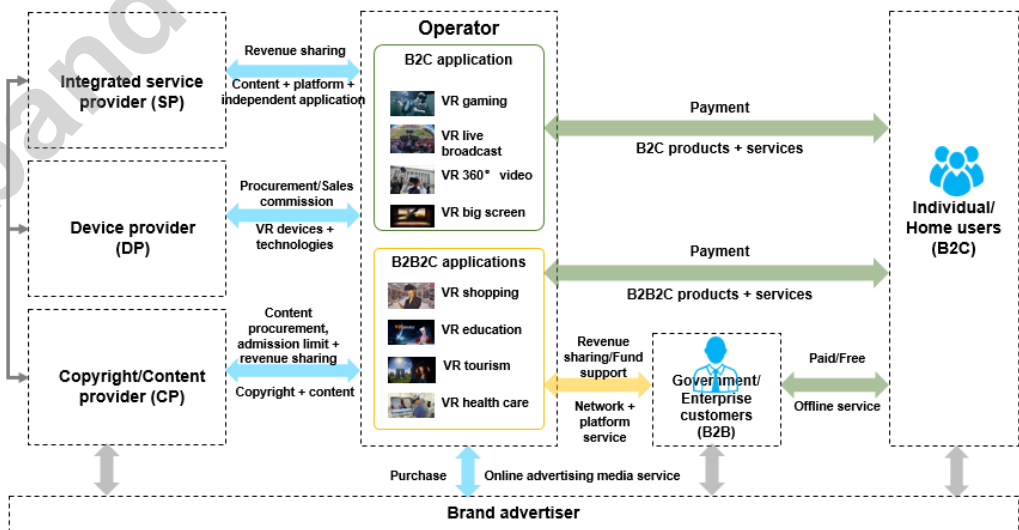 Operator
Integrated service
provider (SP)
Revenue sharing
Content + platform +
independent application
B2C application
VR gaming
VR live
broadcast
VR 360° video
VR big screen
Payment
B2C products + services
Individual/
Home users
(B2C)
Device provider
(DP)
Procurement/Sales
commission
VR devices +
technologies
B2B2C applications
VR shopping
VR education
VR tourism
VR health care
Payment
B2B2C products + services
Copyright/Content
provider (CP)
Content
procurement,
admission limit +
revenue sharing
Copyright + content
Revenue
sharing/Fund
support
Network +
platform
service
Government/
Enterprise
customers
(B2B)
Paid/Free
Offline service
Purchase
Online advertising media service
Brand advertiser